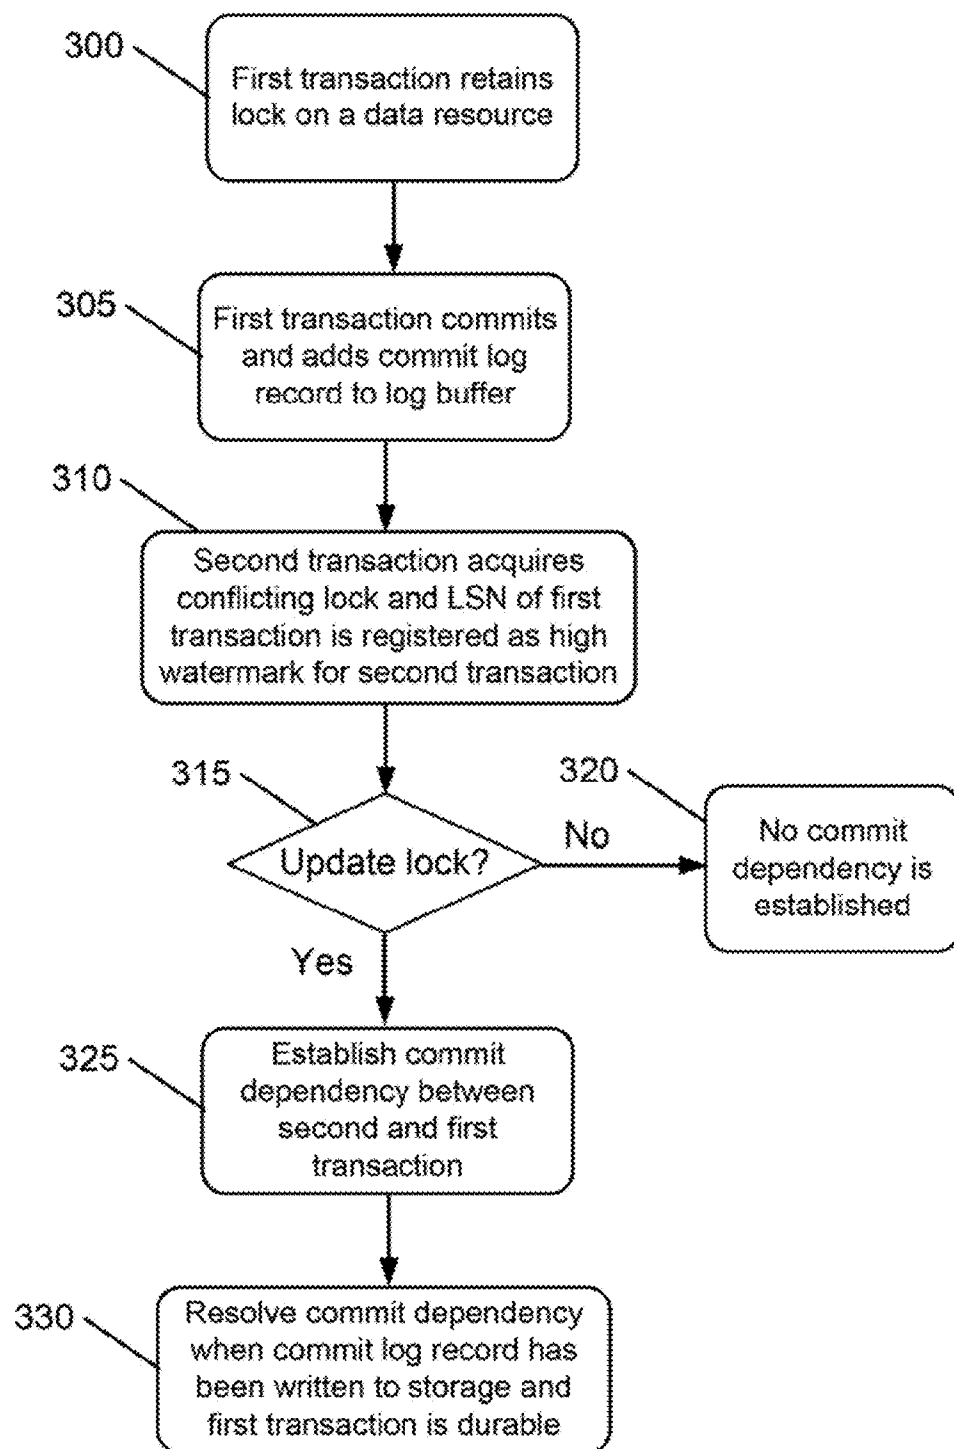 300
First transaction retains
lock on a data resource
305
First transaction commits
and adds commit log
record to log buffer
310
Second transaction acquires
conflicting lock and LSN of first
transaction is registered as high
watermark for second transaction
315
Update lock?
No
320
No commit
dependency is
established
Yes
325
Establish commit
dependency between
second and first
transaction
330
Resolve commit dependency
when commit log record has
been written to storage and
first transaction is durable